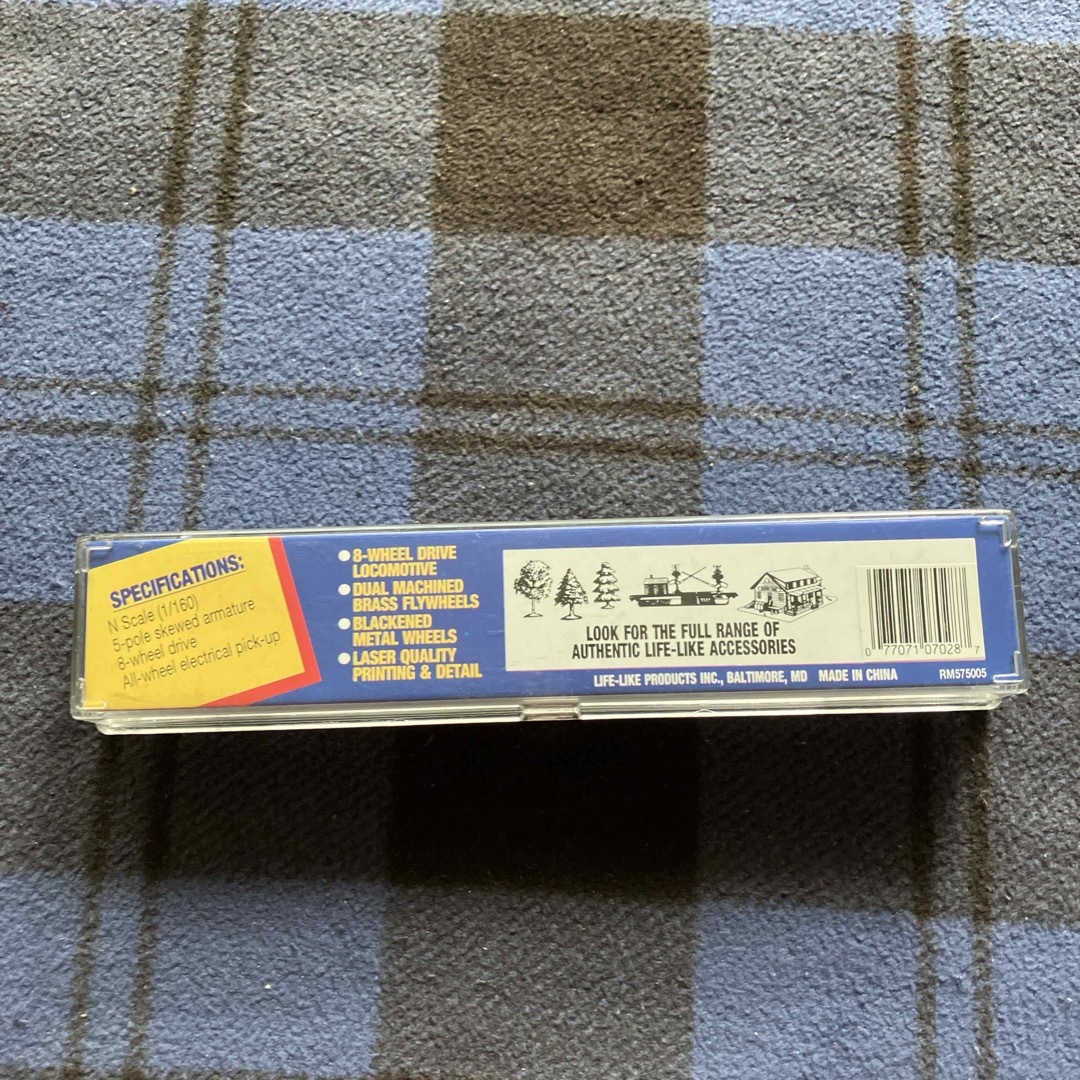 SPECIFICATIONS:
N Scale (1/160)
5-pole skewed armature
8-wheel drive
All-wheel electrical pick-up
8-WHEEL DRIVE
LOCOMOTIVE
DUAL MACHINED
BRASS FLYWHEELS
BLACKENED
METAL WHEELS
LASER QUALITY
PRINTING & DETAIL
LOOK FOR THE FULL RANGE OF
AUTHENTIC LIFE-LIKE ACCESSORIES
LIFE-LIKE PRODUCTS INC., BALTIMORE, MD MADE IN CHINA
0 77071 07028 7
RM575005